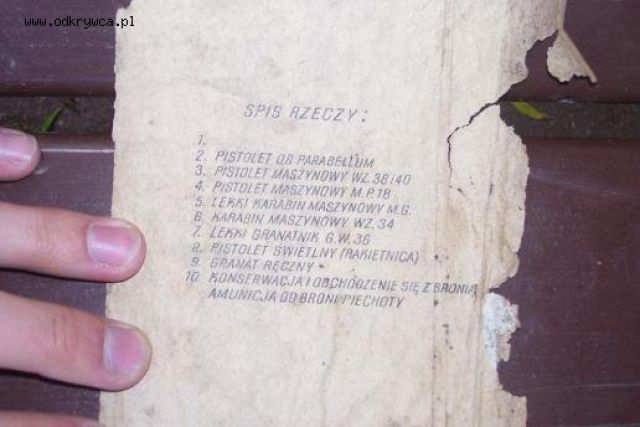 www.odkrywca.pl
SPIS RZECZY:
1.
2. PISTOLET 08 PARABELLUM
3. PISTOLET MASZYNOWY WZ. 38/40
4. PISTOLET MASZYNOWY M.P. 18
5. LEKKI KARABIN MASZYNOWY M.G.
6. KARABIN MASZYNOWY WZ. 34
7. LEKKI GRANATNIK G.W. 36
8. PISTOLET ŚWIETLNY (RAKIETNICA)
9. GRANAT RĘCZNY
10. KONSERWACJA I OBCHODZENIE SIĘ Z BRONIĄ
AMUNICJA OD BRONI PIECHOTY